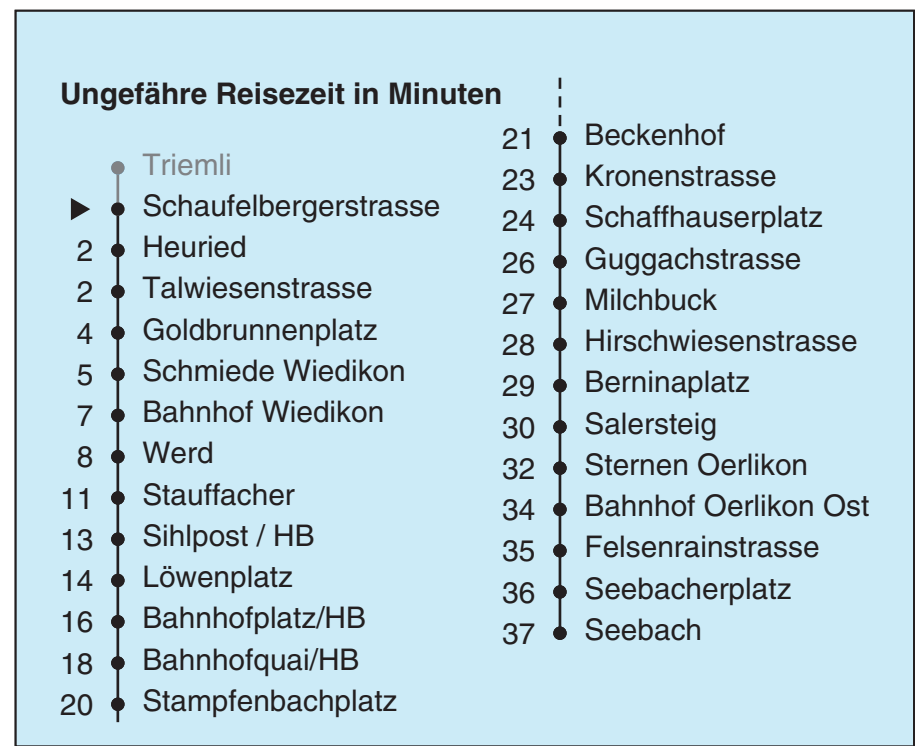 Ungefähre Reisezeit in Minuten
Triemli
Schaufelbergerstrasse
2 Heuried
2 Talwiesenstrasse
4 Goldbrunnenplatz
5 Schmiede Wiedikon
7 Bahnhof Wiedikon
8 Werd
11 Stauffacher
13 Sihlpost / HB
14 Löwenplatz
16 Bahnhofplatz/HB
18 Bahnhofquai/HB
20 Stampfenbachplatz
21 Beckenhof
23 Kronenstrasse
24 Schaffhauserplatz
26 Guggachstrasse
27 Milchbuck
28 Hirschwiesenstrasse
29 Berninaplatz
30 Salersteig
32 Sternen Oerlikon
34 Bahnhof Oerlikon Ost
35 Felsenrainstrasse
36 Seebacherplatz
37 Seebach